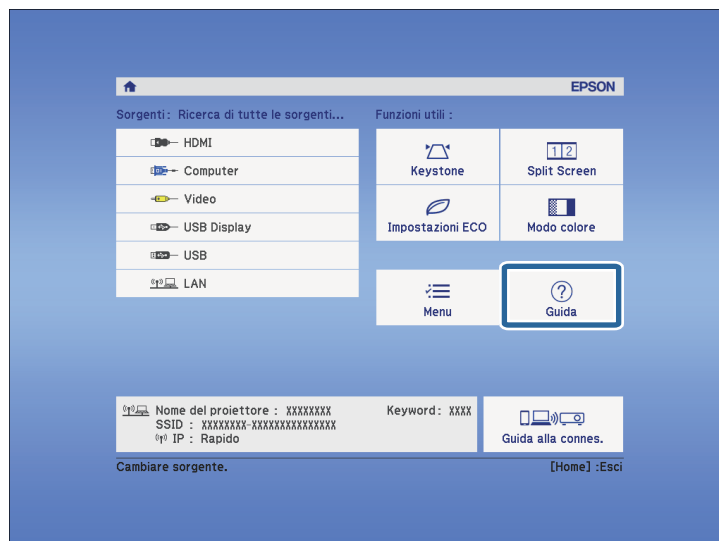 EPSON
Sorgenti: Ricerca di tutte le sorgenti...
HDMI
Computer
Video
USB Display
USB
LAN
Funzioni utili :
Keystone
1 2
Split Screen
Impostazioni ECO
Modo colore
Menu
?
Guida
Nome del proiettore : XXXXXXXX
Keyword: XXXX
SSID : XXXXXXXX-XXXXXXXXXXXXXXX
IP : Rapido
Guida alla connes.
Cambiare sorgente.
[Home] :Esci